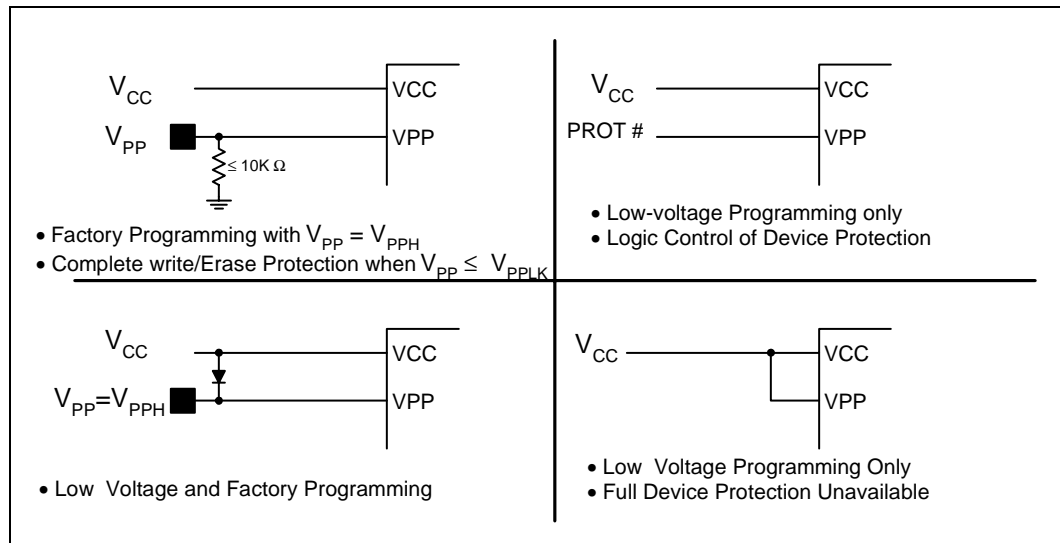 VCC
VCC
VPP
VPP
≤ 10K Ω
• Factory Programming with VPP = VPPH
• Complete write/Erase Protection when VPP ≤ VPPLK
VCC
VCC
PROT #
VPP
• Low-voltage Programming only
• Logic Control of Device Protection
VCC
VCC
VPP=VPPH
VPP
• Low Voltage and Factory Programming
VCC
VCC
VPP
• Low Voltage Programming Only
• Full Device Protection Unavailable